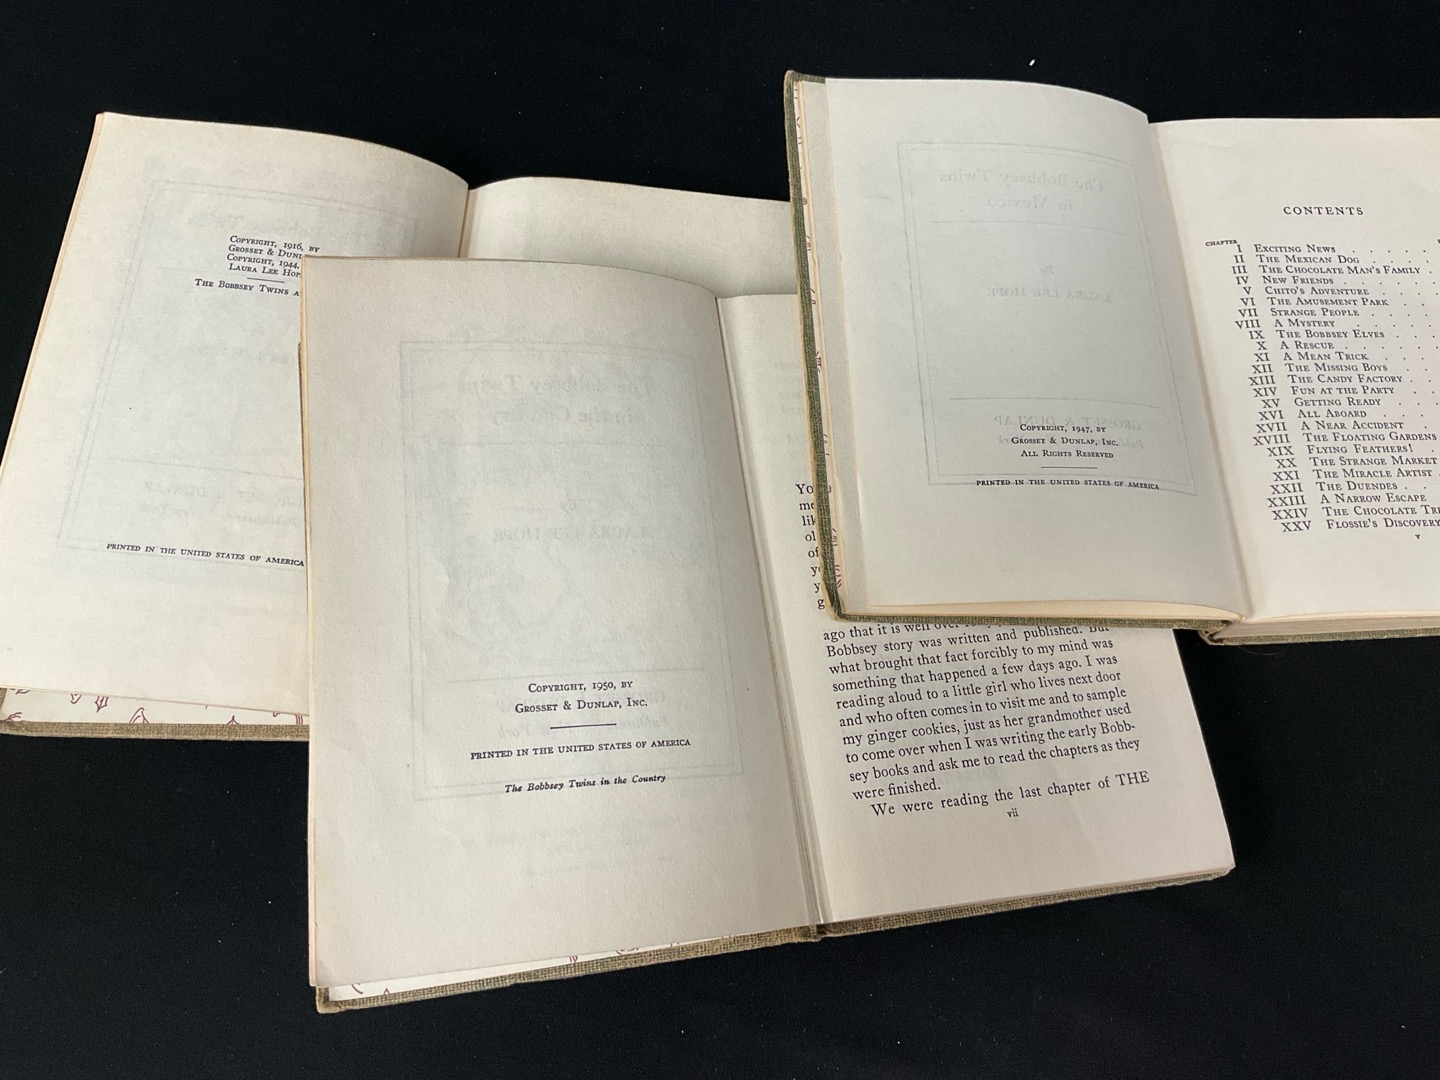 Copyright, 1916, by
Grosset &
Copyright, 1944,
Laura Lee
The Bobbsey Twins
PRINTED IN THE UNITED STATES OF AMERICA
Copyright, 1950, by
Grosset & Dunlap, Inc.
PRINTED IN THE UNITED STATES OF AMERICA
The Bobbsey Twins in the Country
ago that it is well
Bobbsey story was written and published. But
what brought that fact forcibly to my mind was
something that happened a few days ago. I was
reading aloud to a little girl who lives next door
and who often comes in to visit me and to sample
my ginger cookies, just as her grandmother used
to come over when I was writing the early Bobb-
sey books and ask me to read the chapters as they
were finished.
We were reading the last chapter of THE
vii
The Bobbsey Twins
in Mexico
By
LAURA LEE HOPE
GROSSET & DUNLAP
Copyright, 1947, by
Grosset & Dunlap, Inc.
All Rights Reserved
PRINTED IN THE UNITED STATES OF AMERICA
CONTENTS
CHAPTER
I Exciting News
II The Mexican Dog
III The Chocolate Man's Family
IV New Friends
V Chito's Adventure
VI The Amusement Park
VII Strange People
VIII A Mystery
IX The Bobbsey Elves
X A Rescue
XI A Mean Trick
XII The Missing Boys
XIII The Candy Factory
XIV Fun at the Party
XV Getting Ready
XVI All Aboard
XVII A Near Accident
XVIII The Floating Gardens
XIX Flying Feathers!
XX The Strange Market
XXI The Miracle Artist
XXII The Duendes
XXIII A Narrow Escape
XXIV The Chocolate
XXV Flossie's Discovery
v